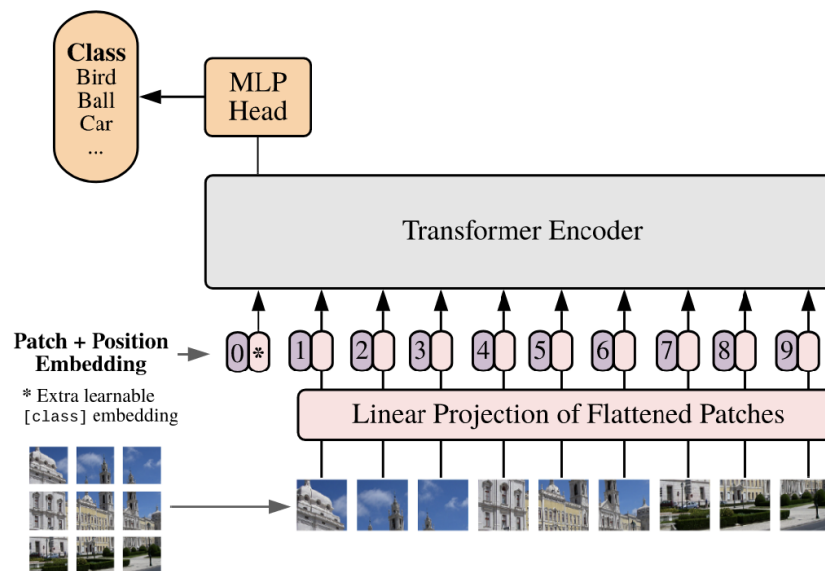 Class
Bird
Ball
Car
...
MLP
Head
Transformer Encoder
Patch + Position
Embedding
0 * 1 2 3 4 5 6 7 8 9
* Extra learnable
[class] embedding
Linear Projection of Flattened Patches